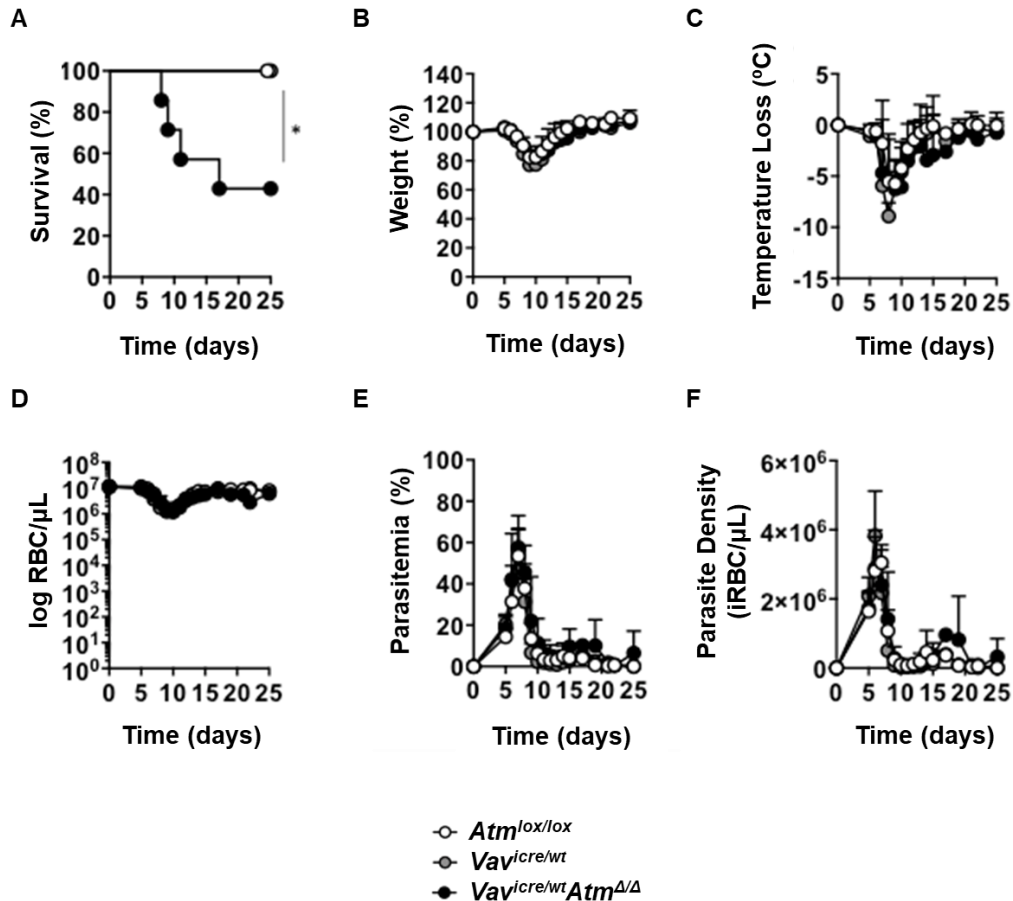 A
Survival (%)
100
80
60
40
20
0
*
0 5 10 15 20 25
Time (days)
B
Weight (%)
140
120
100
80
60
40
20
0
0 5 10 15 20 25
Time (days)
C
Temperature Loss (ºC)
5
0
-5
-10
-15
0 5 10 15 20 25
Time (days)
D
log RBC/µL
10⁸
10⁷
10⁶
10⁵
10⁴
10³
10²
10¹
10⁰
0 5 10 15 20 25
Time (days)
E
Parasitemia (%)
100
80
60
40
20
0
0 5 10 15 20 25
Time (days)
F
Parasite Density
(iRBC/µL)
6×10⁶
4×10⁶
2×10⁶
0
0 5 10 15 20 25
Time (days)
Atm^lox/lox
Vav^icre/wt
Vav^icre/wt Atm^Δ/Δ